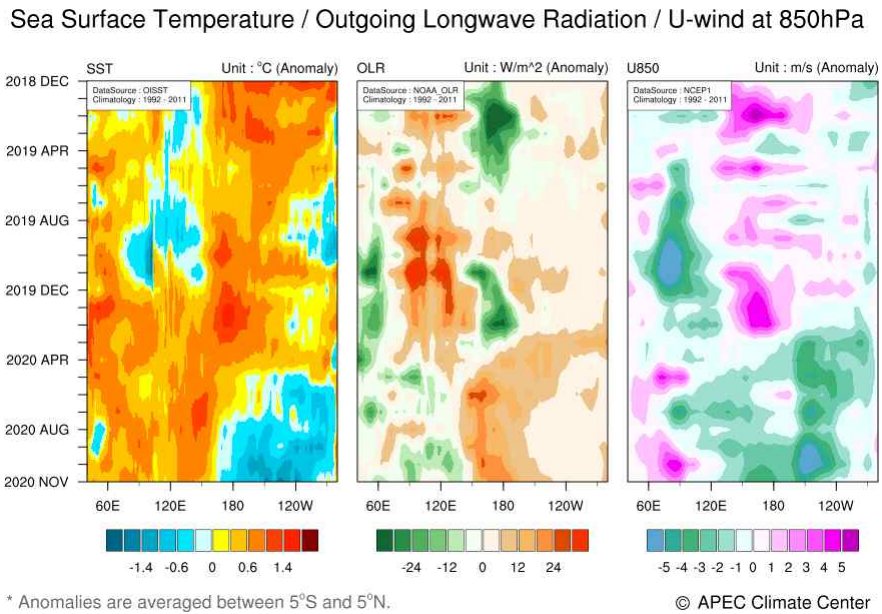 Sea Surface Temperature / Outgoing Longwave Radiation / U-wind at 850hPa
SST Unit : °C (Anomaly)
OLR Unit : W/m^2 (Anomaly)
U850 Unit : m/s (Anomaly)
DataSource : OISST
Climatology : 1992 - 2011
DataSource : NOAA_OLR
Climatology : 1992 - 2011
DataSource : NCEP1
Climatology : 1992 - 2011
2018 DEC
2019 APR
2019 AUG
2019 DEC
2020 APR
2020 AUG
2020 NOV
60E 120E 180 120W
60E 120E 180 120W
60E 120E 180 120W
-1.4 -0.6 0 0.6 1.4
-24 -12 0 12 24
-5 -4 -3 -2 -1 0 1 2 3 4 5
* Anomalies are averaged between 5°S and 5°N.
© APEC Climate Center